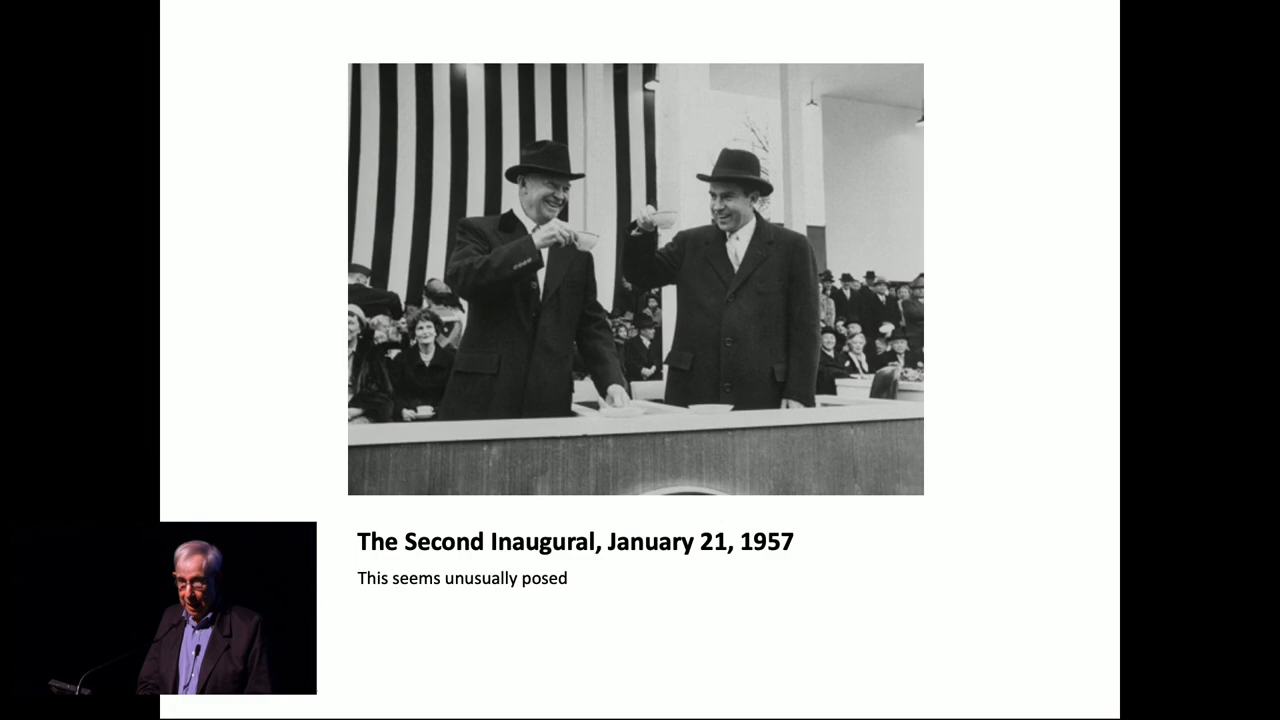 The Second Inaugural, January 21, 1957
This seems unusually posed